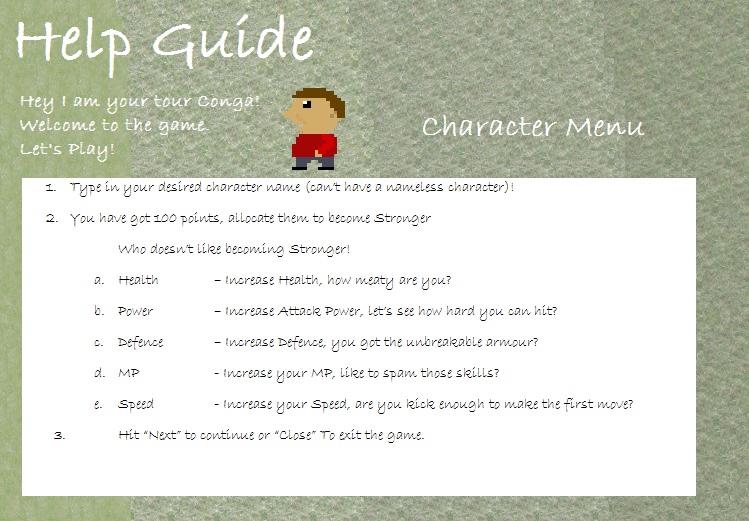 Help Guide
Hey I am your tour Conga!
Welcome to the game.
Let's Play!
Character Menu
1. Type in your desired character name (can't have a nameless character)!
2. You have got 100 points, allocate them to become Stronger
Who doesn't like becoming Stronger!
a. Health – Increase Health, how meaty are you?
b. Power – Increase Attack Power, let's see how hard you can hit?
c. Defence – Increase Defence, you got the unbreakable armour?
d. MP - Increase your MP, like to spam those skills?
e. Speed - Increase your Speed, are you kick enough to make the first move?
3. Hit "Next" to continue or "Close" To exit the game.